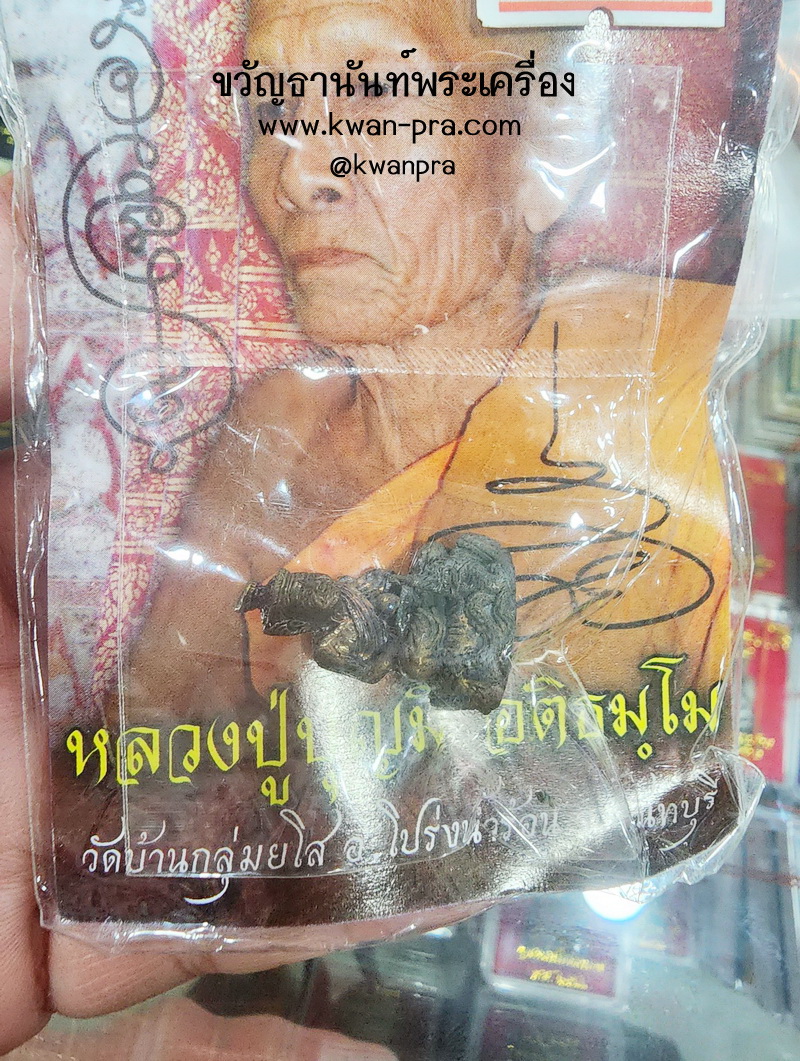 ขวัญธานันท์พระเครื่อง
www.kwan-pra.com
@kwanpra
หลวงปู่ อติธมฺโม
วัดบ้านกลุ่มยโส อ.